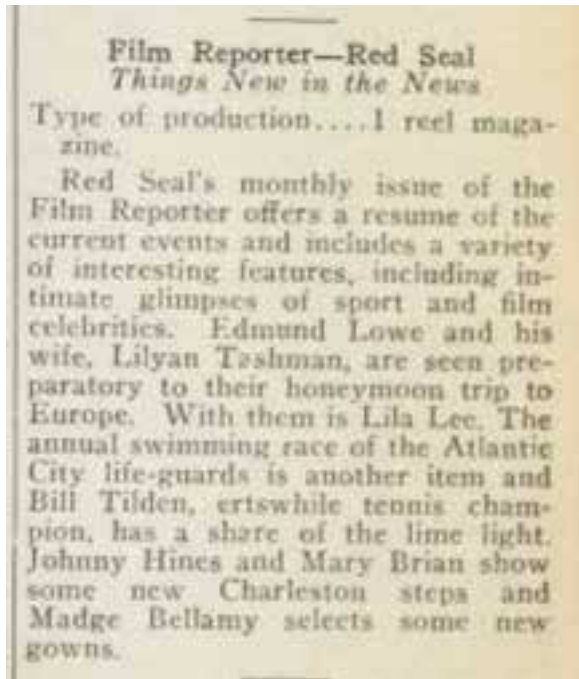 Film Reporter—Red Seal
Things New in the News
Type of production....1 reel maga-
zine.
Red Seal's monthly issue of the
Film Reporter offers a resume of the
current events and includes a variety
of interesting features, including in-
timate glimpses of sport and film
celebrities. Edmund Lowe and his
wife, Lilyan Tashman, are seen pre-
paratory to their honeymoon trip to
Europe. With them is Lila Lee. The
annual swimming race of the Atlantic
City life-guards is another item and
Bill Tilden, ertswhile tennis cham-
pion, has a share of the lime light.
Johnny Hines and Mary Brian show
some new Charleston steps and
Madge Bellamy selects some new
gowns.